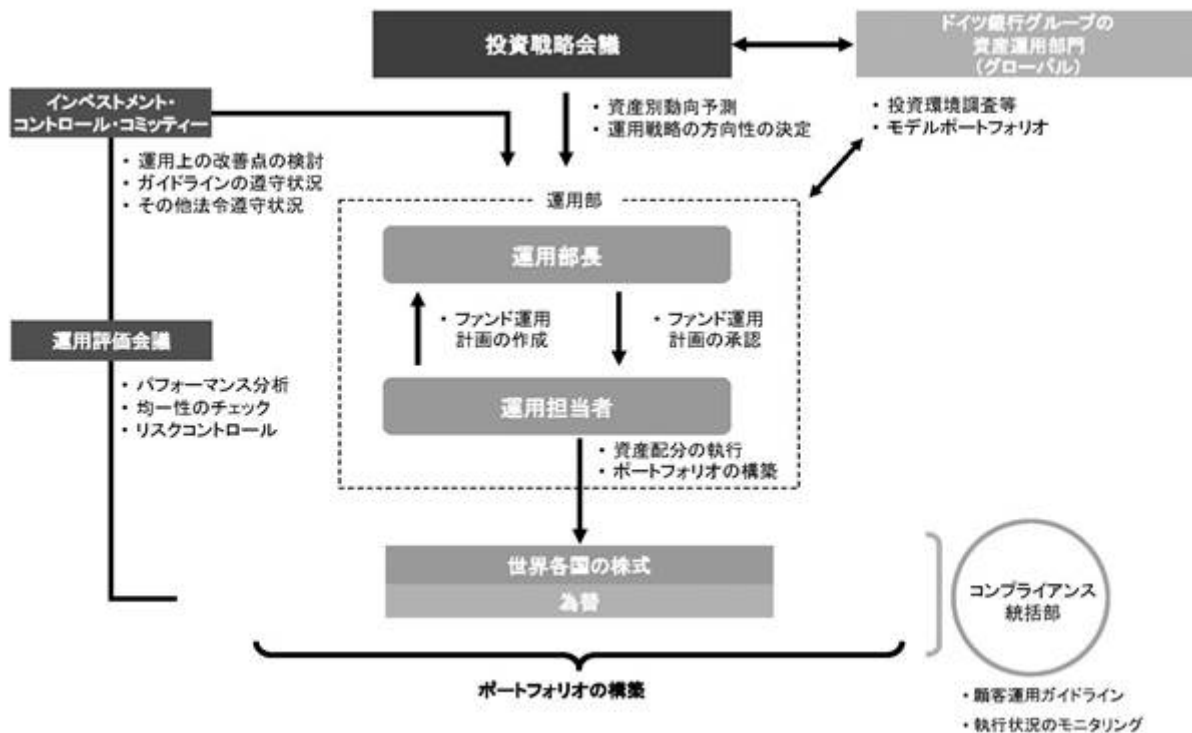 投資戦略会議
ドイツ銀行グループの
資産運用部門
(グローバル)
インベストメント・
コントロール・コミッティー
・資産別動向予測
・運用戦略の方向性の決定
・投資環境調査等
・モデルポートフォリオ
・運用上の改善点の検討
・ガイドラインの遵守状況
・その他法令遵守状況
運用部
運用部長
・ファンド運用
計画の作成
・ファンド運用
計画の承認
運用評価会議
・パフォーマンス分析
・均一性のチェック
・リスクコントロール
運用担当者
・資産配分の執行
・ポートフォリオの構築
世界各国の株式
為替
コンプライアンス
統括部
ポートフォリオの構築
・顧客運用ガイドライン
・執行状況のモニタリング